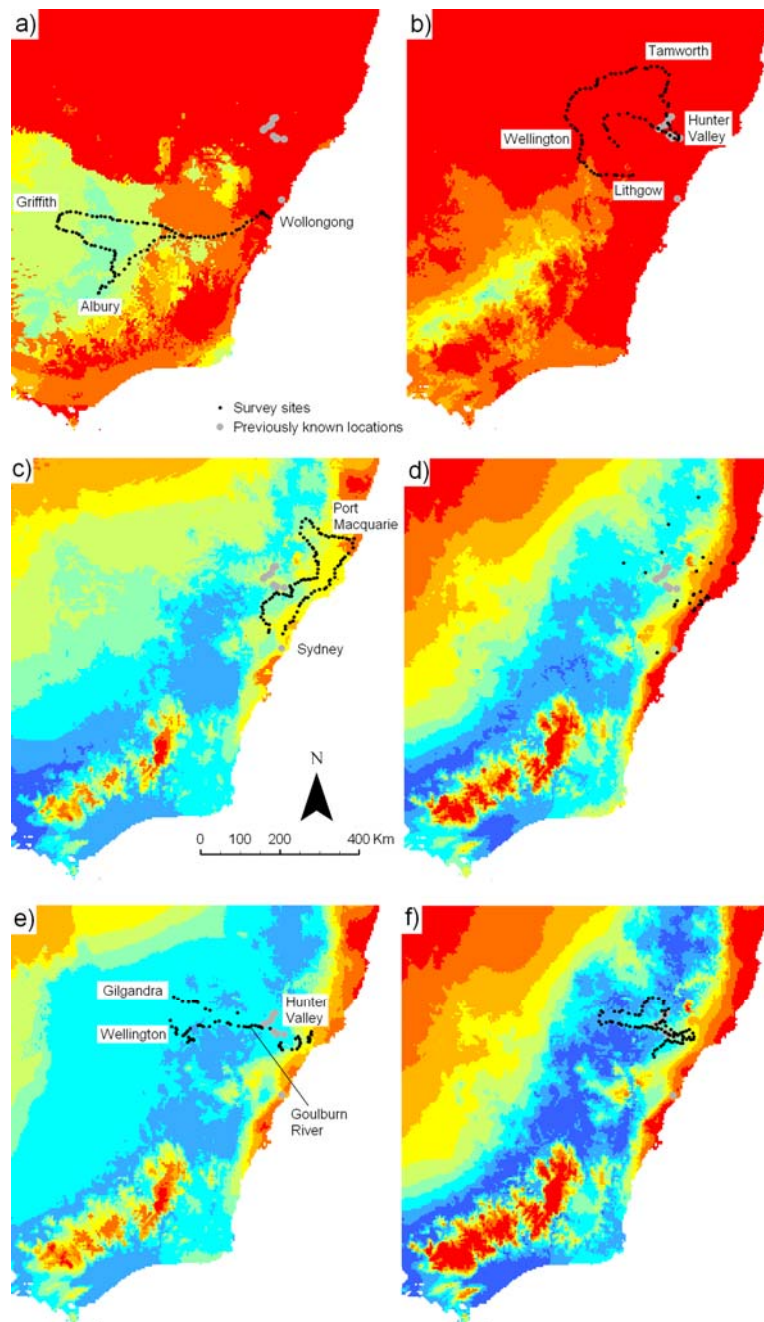 a)
Griffith
Wollongong
Albury
b)
Tamworth
Wellington
Hunter
Valley
Lithgow
Survey sites
Previously known locations
c)
Port
Macquarie
Sydney
N
0 100 200 400 Km
d)
e)
Gilgandra
Wellington
Hunter
Valley
Goulburn
River
f)